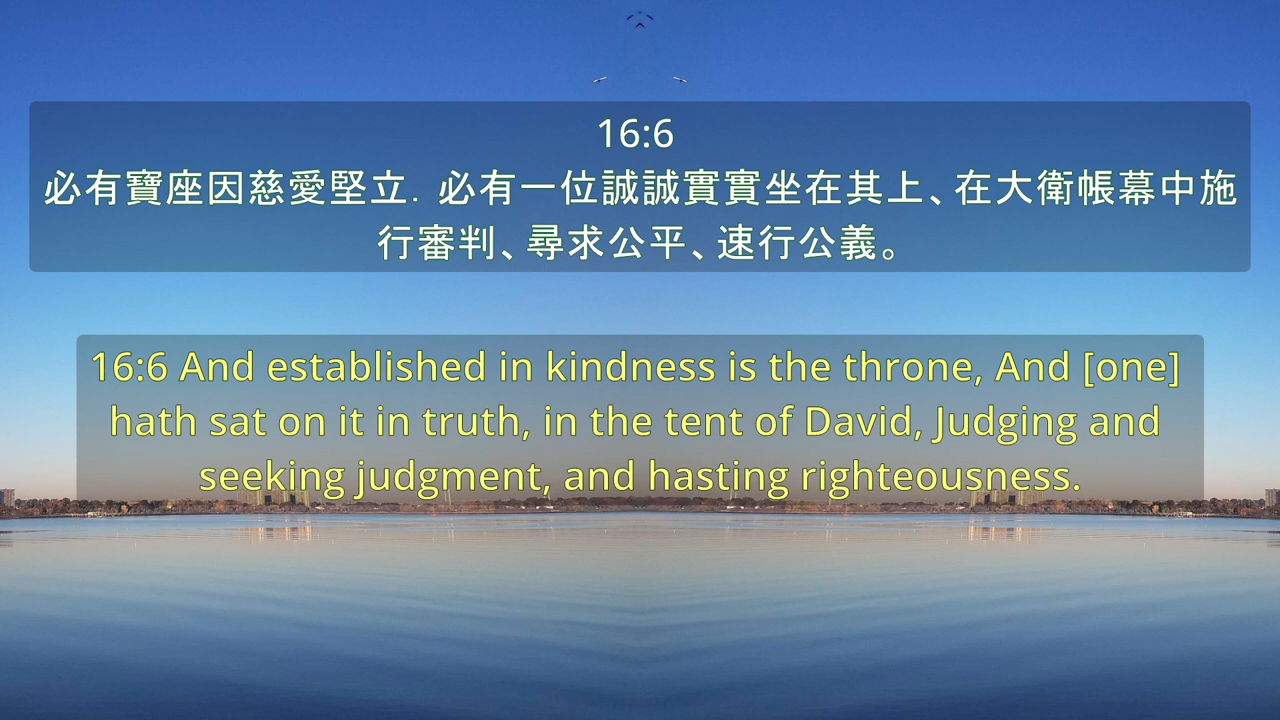 16:6
必有寶座因慈愛堅立．必有一位誠誠實實坐在其上、在大衛帳幕中施
行審判、尋求公平、速行公義。
16:6 And established in kindness is the throne, And [one]
hath sat on it in truth, in the tent of David, Judging and
seeking judgment, and hasting righteousness.